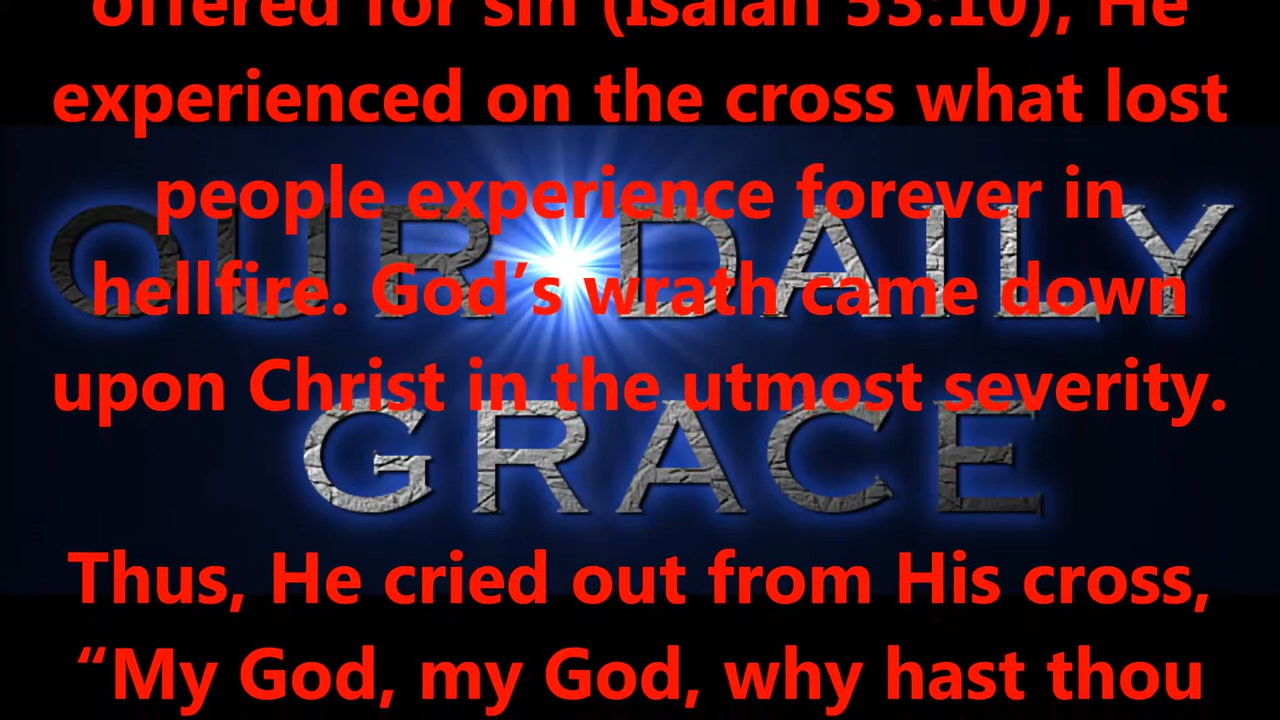 offered for sin (Isaiah 53:10), He
experienced on the cross what lost
people experience forever in
OUR DAILY
hellfire. God’s wrath came down
upon Christ in the utmost severity.
GRACE
Thus, He cried out from His cross,
“My God, my God, why hast thou